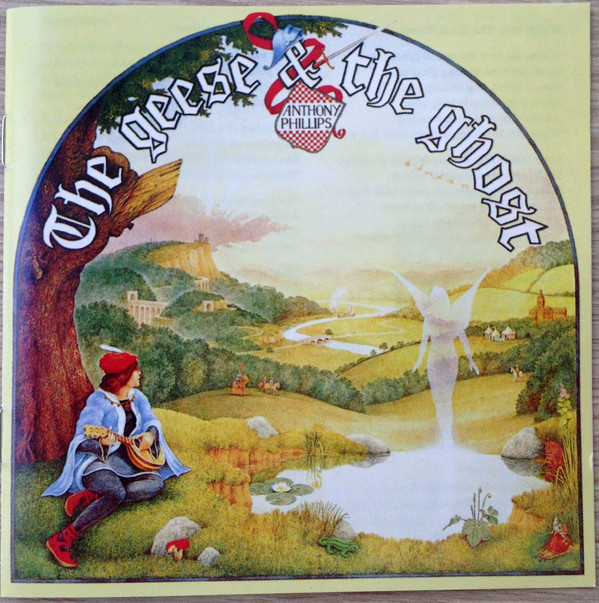 The geese & the ghost
ANTHONY
PHILLIPS